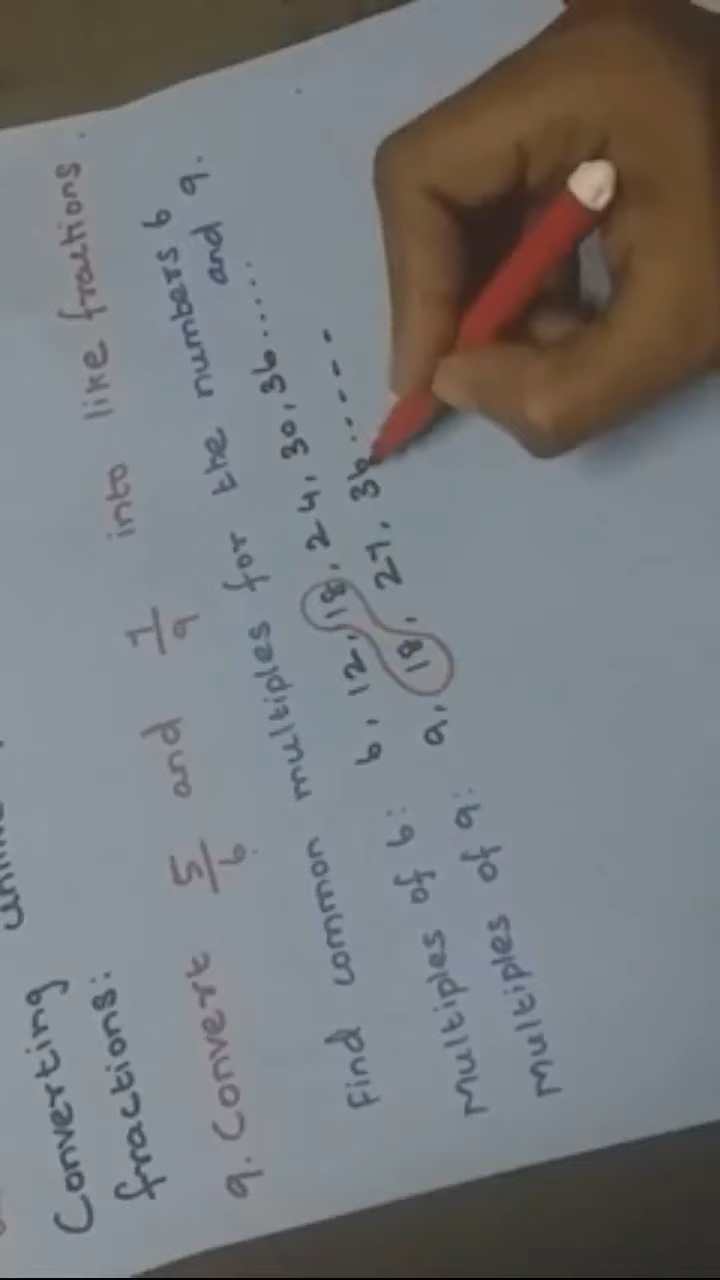 Converting
fractions:
9. Convert 5/6 and 7/9 into like fractions.
Find common multiples for the numbers 6
and 9.
Multiples of 6: 6, 12, 18, 24, 30, 36.....
Multiples of 9: 9, 18, 27, 36.....